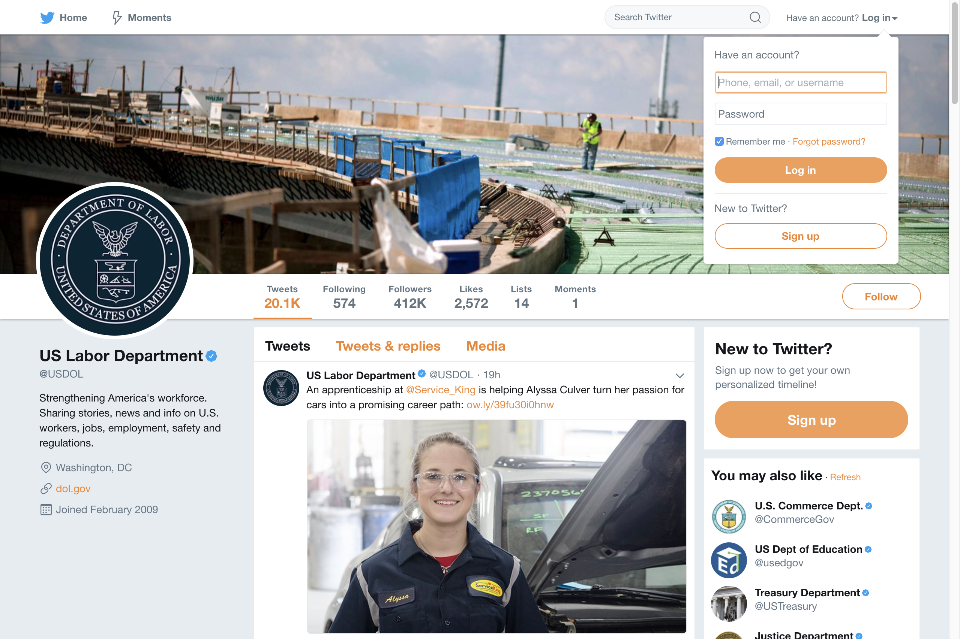 Home
Moments
Search Twitter
Have an account? Log in
Have an account?
Phone, email, or username
Password
Remember me · Forgot password?
Log in
New to Twitter?
Sign up
DEPARTMENT OF LABOR
UNITED STATES OF AMERICA
Tweets
20.1K
Following
574
Followers
412K
Likes
2,572
Lists
14
Moments
1
Follow
US Labor Department
@USDOL
Strengthening America's workforce.
Sharing stories, news and info on U.S.
workers, jobs, employment, safety and
regulations.
Washington, DC
dol.gov
Joined February 2009
Tweets
Tweets & replies
Media
US Labor Department @USDOL · 19h
An apprenticeship at @Service_King is helping Alyssa Culver turn her passion for
cars into a promising career path: ow.ly/39fu30i0hnw
Alyssa
New to Twitter?
Sign up now to get your own
personalized timeline!
Sign up
You may also like · Refresh
U.S. Commerce Dept.
@CommerceGov
Ed
US Dept of Education
@usedgov
Treasury Department
@USTreasury
Justice Department